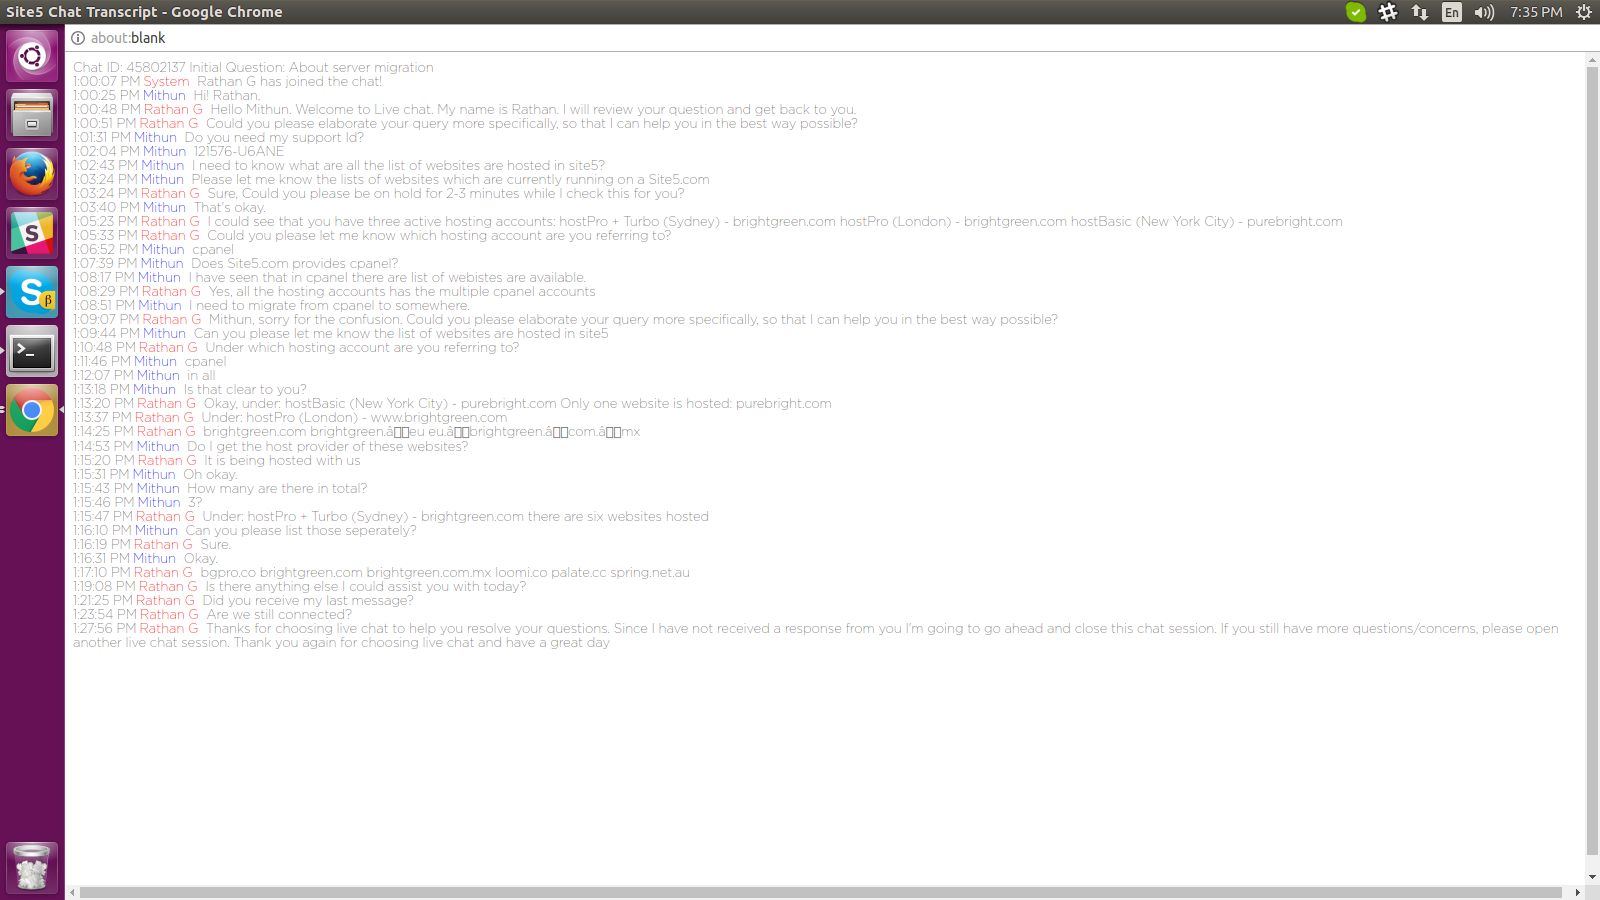 Site5 Chat Transcript - Google Chrome
En
7:35 PM
about:blank
Chat ID: 45802137 Initial Question: About server migration
1:00:07 PM System Rathan G has joined the chat!
1:00:25 PM Mithun Hi! Rathan.
1:00:48 PM Rathan G Hello Mithun. Welcome to Live chat. My name is Rathan. I will review your question and get back to you.
1:00:51 PM Rathan G Could you please elaborate your query more specifically, so that I can help you in the best way possible?
1:01:31 PM Mithun Do you need my support Id?
1:02:04 PM Mithun 121576-U6ANE
1:02:43 PM Mithun I need to know what are all the list of websites are hosted in site5?
1:03:24 PM Mithun Please let me know the lists of websites which are currently running on a Site5.com
1:03:24 PM Rathan G Sure, Could you please be on hold for 2-3 minutes while I check this for you?
1:03:40 PM Mithun That's okay.
1:05:23 PM Rathan G I could see that you have three active hosting accounts: hostPro + Turbo (Sydney) - brightgreen.com hostPro (London) - brightgreen.com hostBasic (New York City) - purebright.com
1:05:33 PM Rathan G Could you please let me know which hosting account are you referring to?
1:06:52 PM Mithun cpanel
1:07:39 PM Mithun Does Site5.com provides cpanel?
1:08:17 PM Mithun I have seen that in cpanel there are list of webistes are available.
1:08:29 PM Rathan G Yes, all the hosting accounts has the multiple cpanel accounts
1:08:51 PM Mithun I need to migrate from cpanel to somewhere.
1:09:07 PM Rathan G Mithun, sorry for the confusion. Could you please elaborate your query more specifically, so that I can help you in the best way possible?
1:09:44 PM Mithun Can you please let me know the list of websites are hosted in site5
1:10:48 PM Rathan G Under which hosting account are you referring to?
1:11:46 PM Mithun cpanel
1:12:07 PM Mithun in all
1:13:18 PM Mithun Is that clear to you?
1:13:20 PM Rathan G Okay, under: hostBasic (New York City) - purebright.com Only one website is hosted: purebright.com
1:13:37 PM Rathan G Under: hostPro (London) - www.brightgreen.com
1:14:25 PM Rathan G brightgreen.com brightgreen.â▯▯eu eu.â▯▯brightgreen.â▯▯com.â▯▯mx
1:14:53 PM Mithun Do I get the host provider of these websites?
1:15:20 PM Rathan G It is being hosted with us
1:15:31 PM Mithun Oh okay.
1:15:43 PM Mithun How many are there in total?
1:15:46 PM Mithun 3?
1:15:47 PM Rathan G Under: hostPro + Turbo (Sydney) - brightgreen.com there are six websites hosted
1:16:10 PM Mithun Can you please list those seperately?
1:16:19 PM Rathan G Sure.
1:16:31 PM Mithun Okay.
1:17:10 PM Rathan G bgpro.co brightgreen.com brightgreen.com.mx loomi.co palate.cc spring.net.au
1:19:08 PM Rathan G Is there anything else I could assist you with today?
1:21:25 PM Rathan G Did you receive my last message?
1:23:54 PM Rathan G Are we still connected?
1:27:56 PM Rathan G Thanks for choosing live chat to help you resolve your questions. Since I have not received a response from you I'm going to go ahead and close this chat session. If you still have more questions/concerns, please open
another live chat session. Thank you again for choosing live chat and have a great day